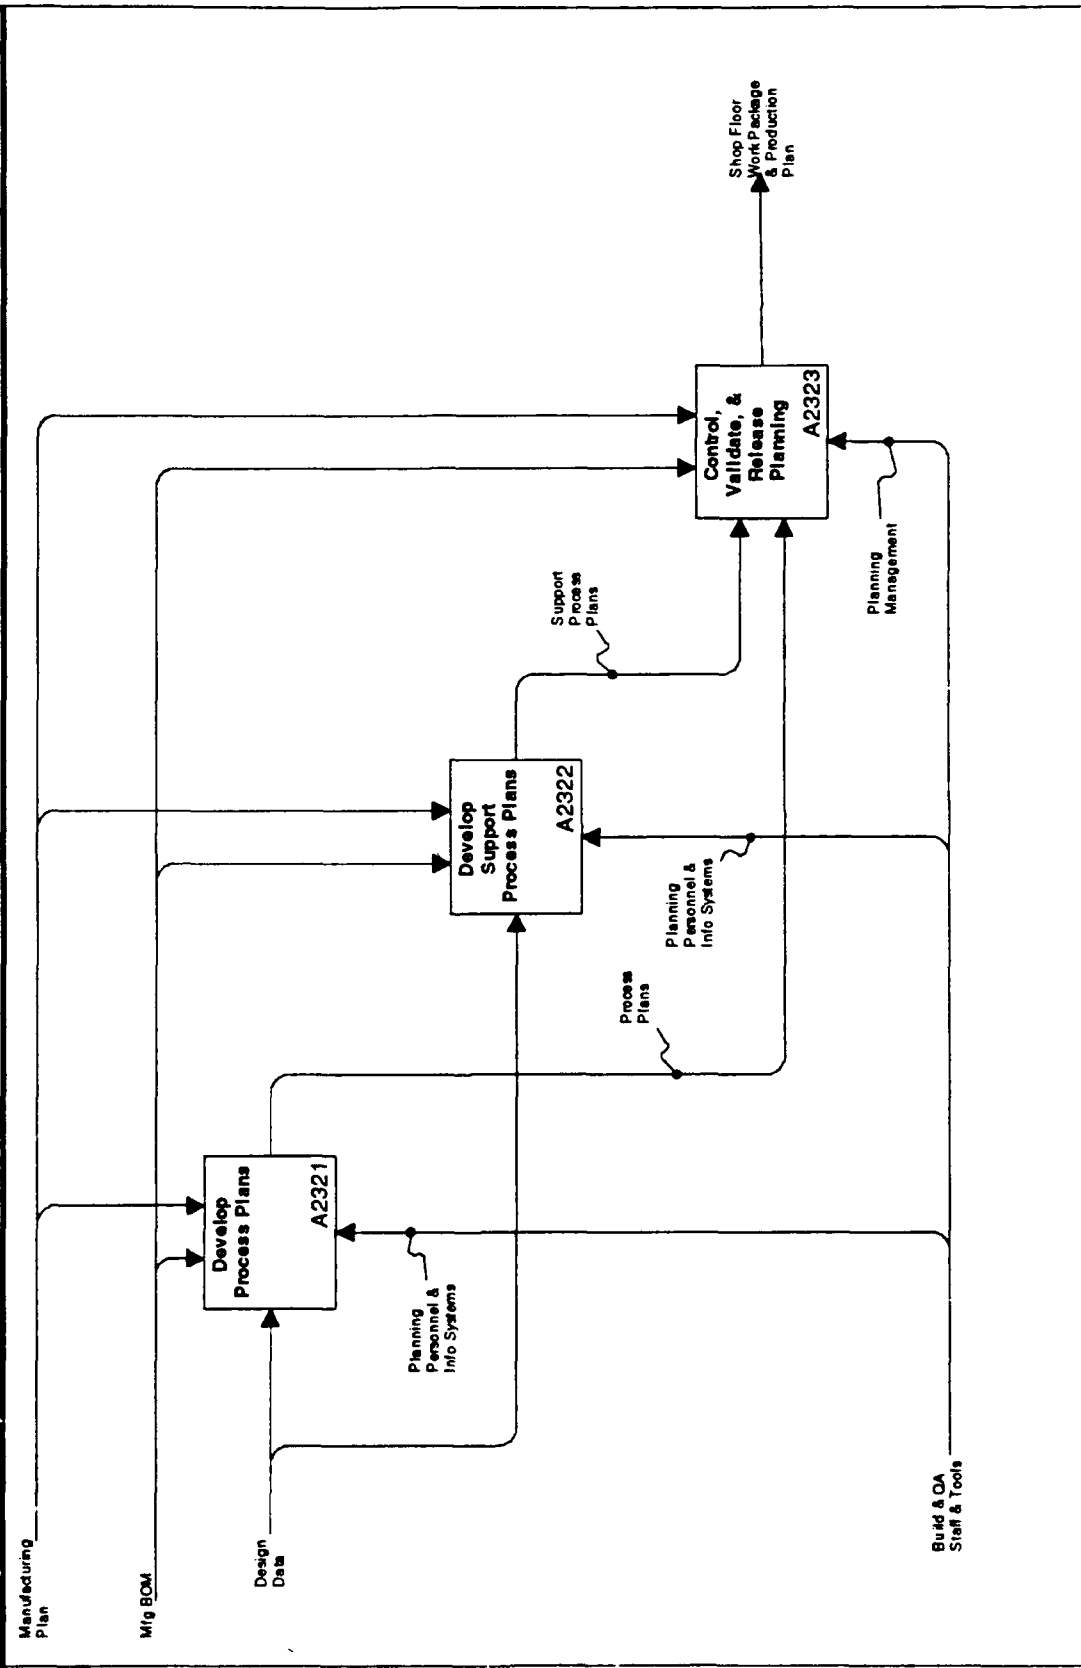 Manufacturing
Plan
Mfg BOM
Design
Data
Develop
Process Plans
A2321
Planning
Personnel &
Info Systems
Process
Plans
Develop
Support
Process Plans
A2322
Planning
Personnel &
Info Systems
Support
Process
Plans
Control,
Validate, &
Release
Planning
A2323
Planning
Management
Shop Floor
Work Package
& Production
Plan
Build & QA
Staff & Tools